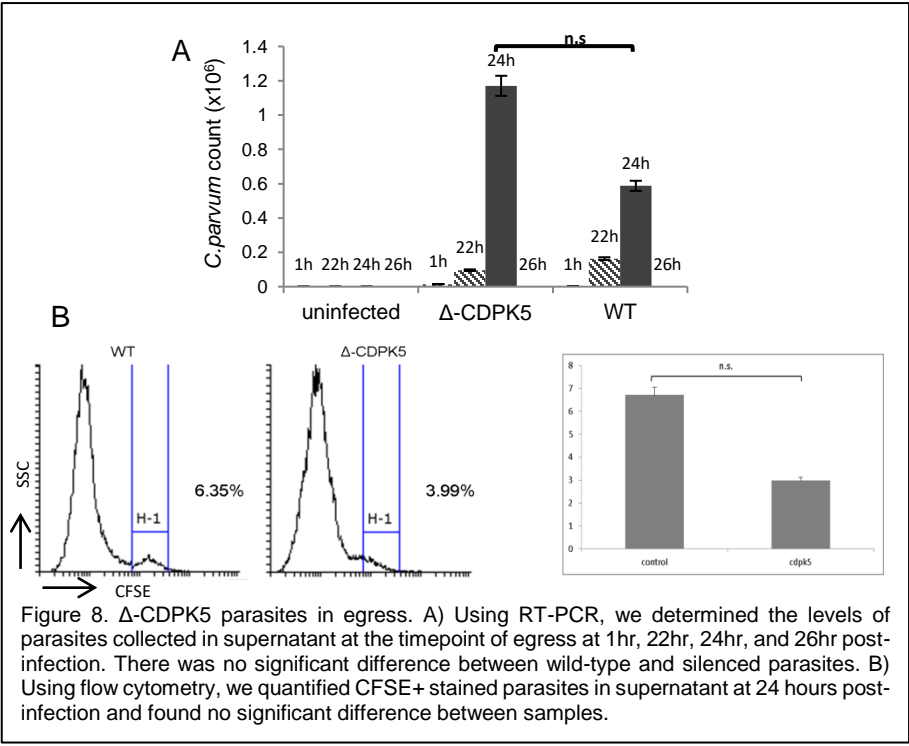 A
n.s
C.parvum count (x10⁶)
1.4
1.2
1
0.8
0.6
0.4
0.2
0
1h 22h 24h 26h
1h 22h 24h 26h
1h 22h 24h 26h
uninfected Δ-CDPK5 WT
B
WT
6.35%
H-1
SSC
CFSE
Δ-CDPK5
3.99%
H-1
n.s.
8
7
6
5
4
3
2
1
0
control cdpk5
Figure 8. Δ-CDPK5 parasites in egress. A) Using RT-PCR, we determined the levels of
parasites collected in supernatant at the timepoint of egress at 1hr, 22hr, 24hr, and 26hr post-
infection. There was no significant difference between wild-type and silenced parasites. B)
Using flow cytometry, we quantified CFSE+ stained parasites in supernatant at 24 hours post-
infection and found no significant difference between samples.